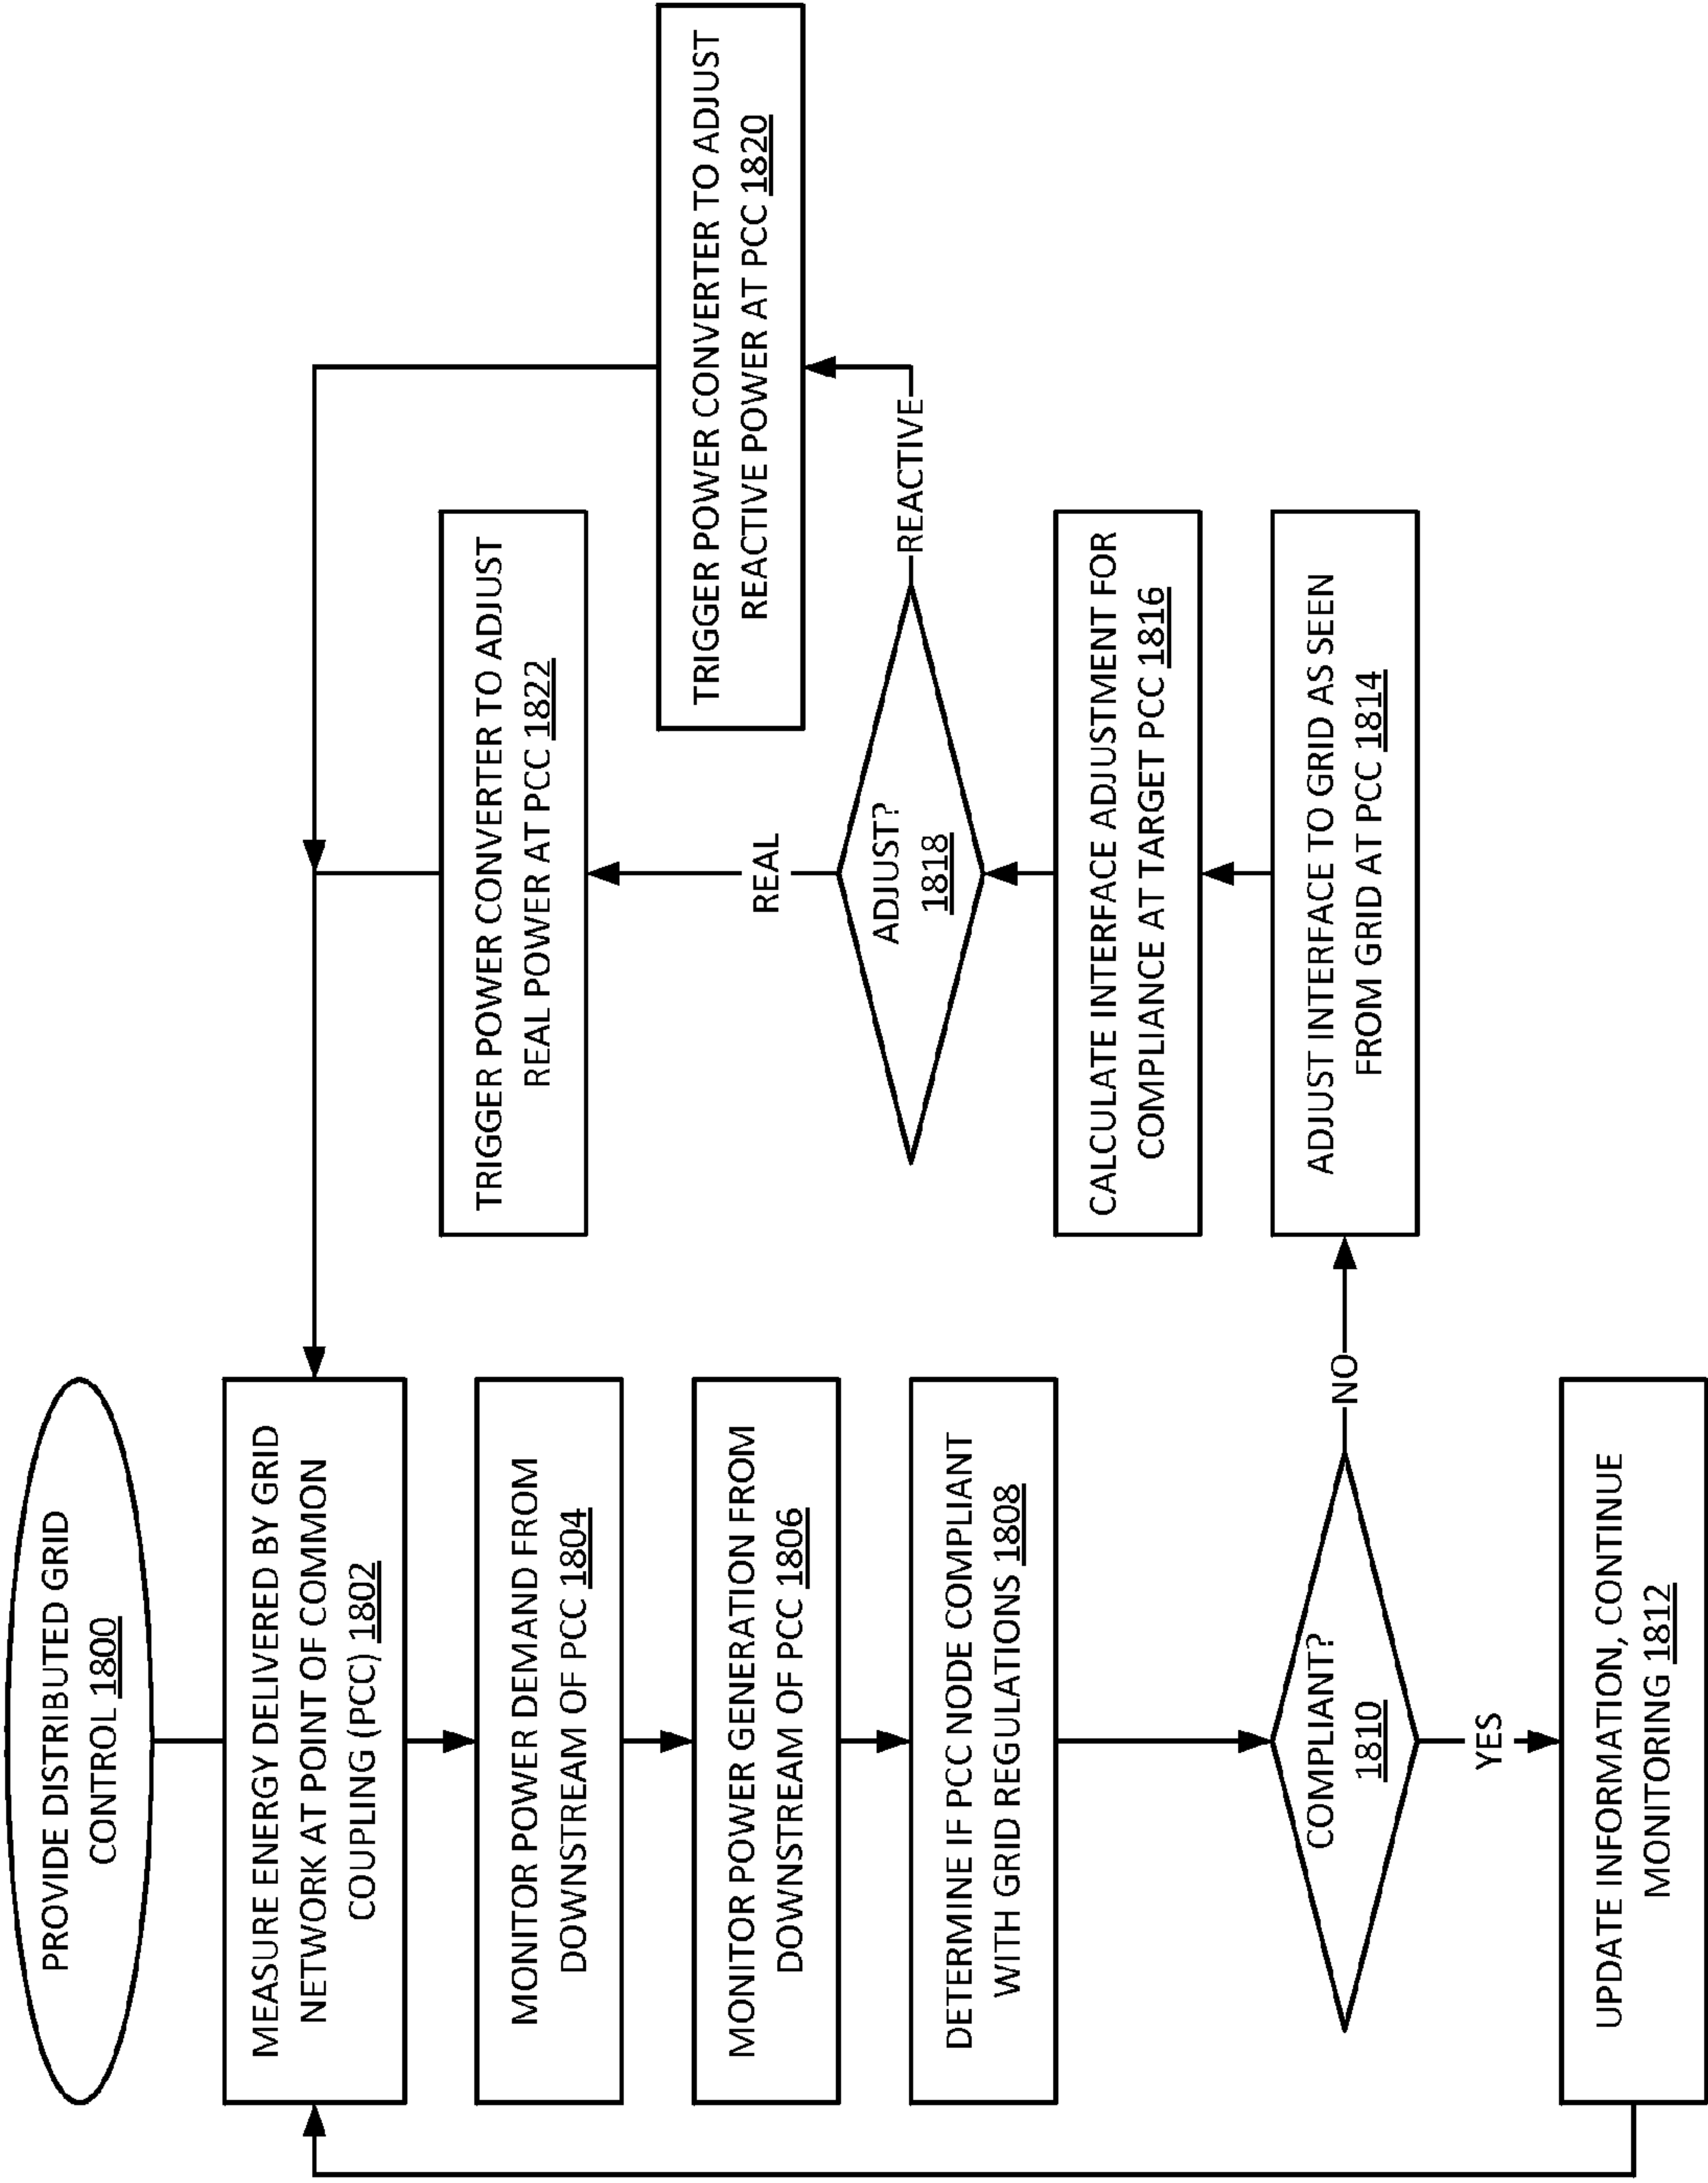 PROVIDE DISTRIBUTED GRID
CONTROL 1800
MEASURE ENERGY DELIVERED BY GRID
NETWORK AT POINT OF COMMON
COUPLING (PCC) 1802
MONITOR POWER DEMAND FROM
DOWNSTREAM OF PCC 1804
MONITOR POWER GENERATION FROM
DOWNSTREAM OF PCC 1806
DETERMINE IF PCC NODE COMPLIANT
WITH GRID REGULATIONS 1808
COMPLIANT?
1810
YES
NO
UPDATE INFORMATION, CONTINUE
MONITORING 1812
ADJUST INTERFACE TO GRID AS SEEN
FROM GRID AT PCC 1814
CALCULATE INTERFACE ADJUSTMENT FOR
COMPLIANCE AT TARGET PCC 1816
ADJUST?
1818
REAL
REACTIVE
TRIGGER POWER CONVERTER TO ADJUST
REACTIVE POWER AT PCC 1820
TRIGGER POWER CONVERTER TO ADJUST
REAL POWER AT PCC 1822